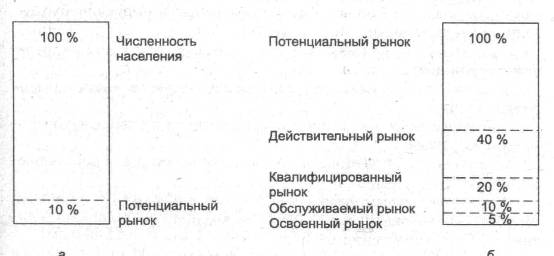 100 %
Численность
населения
10 %
Потенциальный
рынок
а
Потенциальный рынок
100 %
Действительный рынок
40 %
Квалифицированный
рынок
20 %
Обслуживаемый рынок
10 %
Освоенный рынок
5 %
б